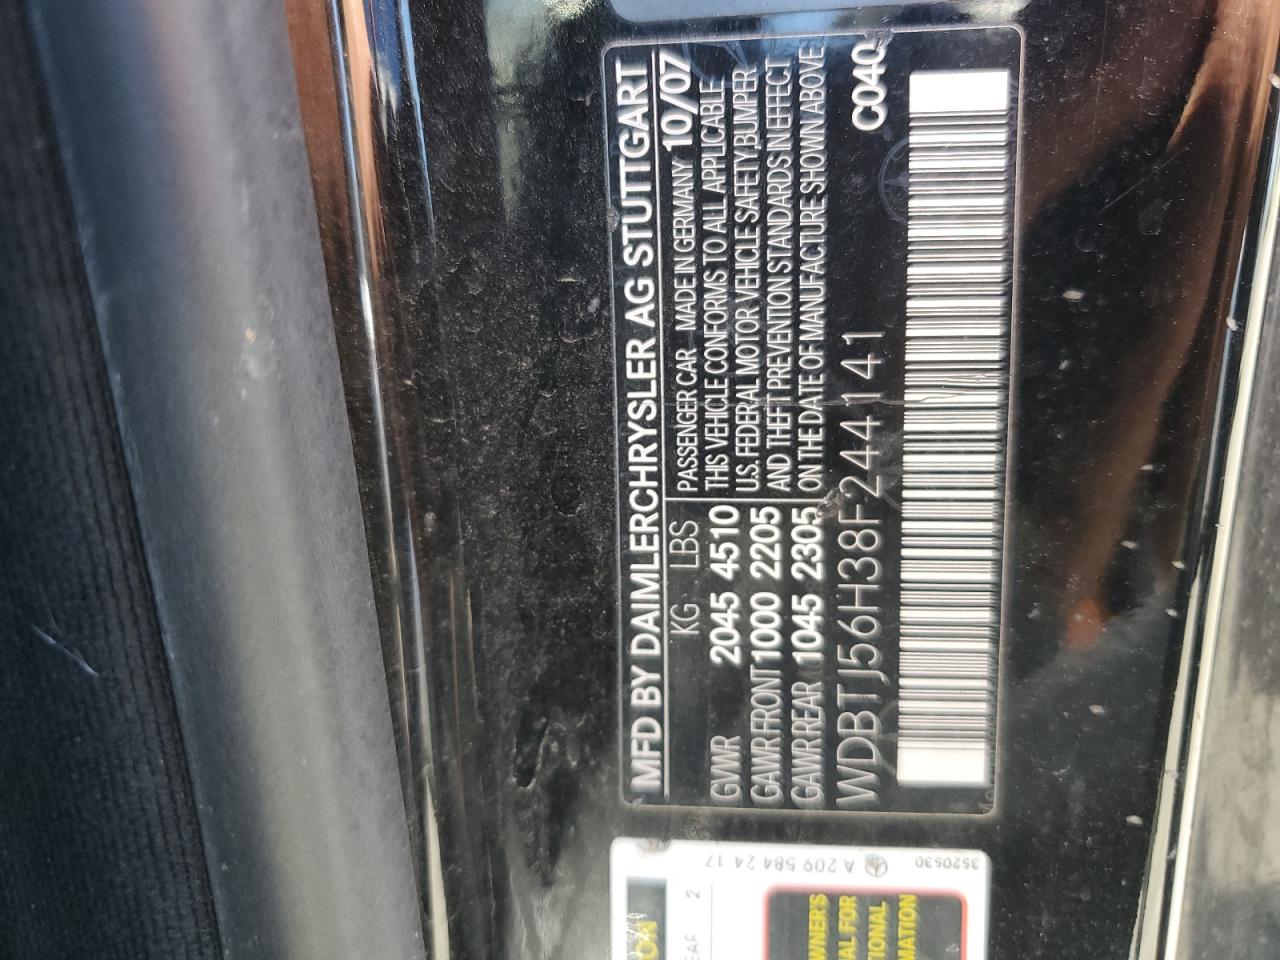 MFD BY DAIMLERCHRYSLER AG STUTTGART
KG LBS
GVWR 2045 4510
GAWR FRONT 1000 2205
GAWR REAR 1045 2305
PASSENGER CAR MADE IN GERMANY 10/07
THIS VEHICLE CONFORMS TO ALL APPLICABLE
U.S. FEDERAL MOTOR VEHICLE SAFETY, BUMPER
AND THEFT PREVENTION STANDARDS IN EFFECT
ON THE DATE OF MANUFACTURE SHOWN ABOVE
WDBTJ56H38F244141
C040
A 209 584 24 17
3520530
2